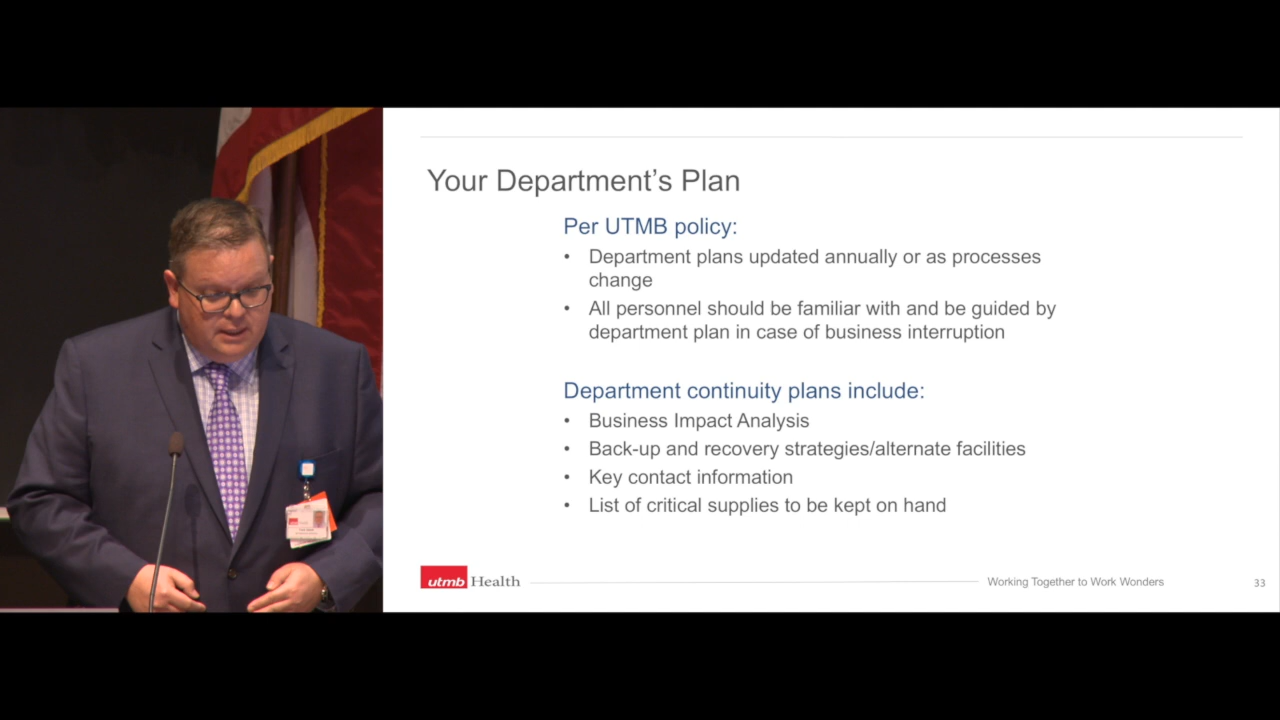 Your Department's Plan
Per UTMB policy:
• Department plans updated annually or as processes
change
• All personnel should be familiar with and be guided by
department plan in case of business interruption
Department continuity plans include:
• Business Impact Analysis
• Back-up and recovery strategies/alternate facilities
• Key contact information
• List of critical supplies to be kept on hand
utmb Health
Working Together to Work Wonders
33